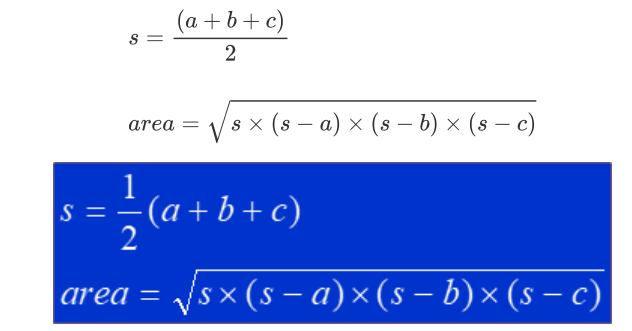 s = (a + b + c) / 2
area = √(s × (s − a) × (s − b) × (s − c))
s = 1/2 (a + b + c)
area = √(s × (s − a) × (s − b) × (s − c))